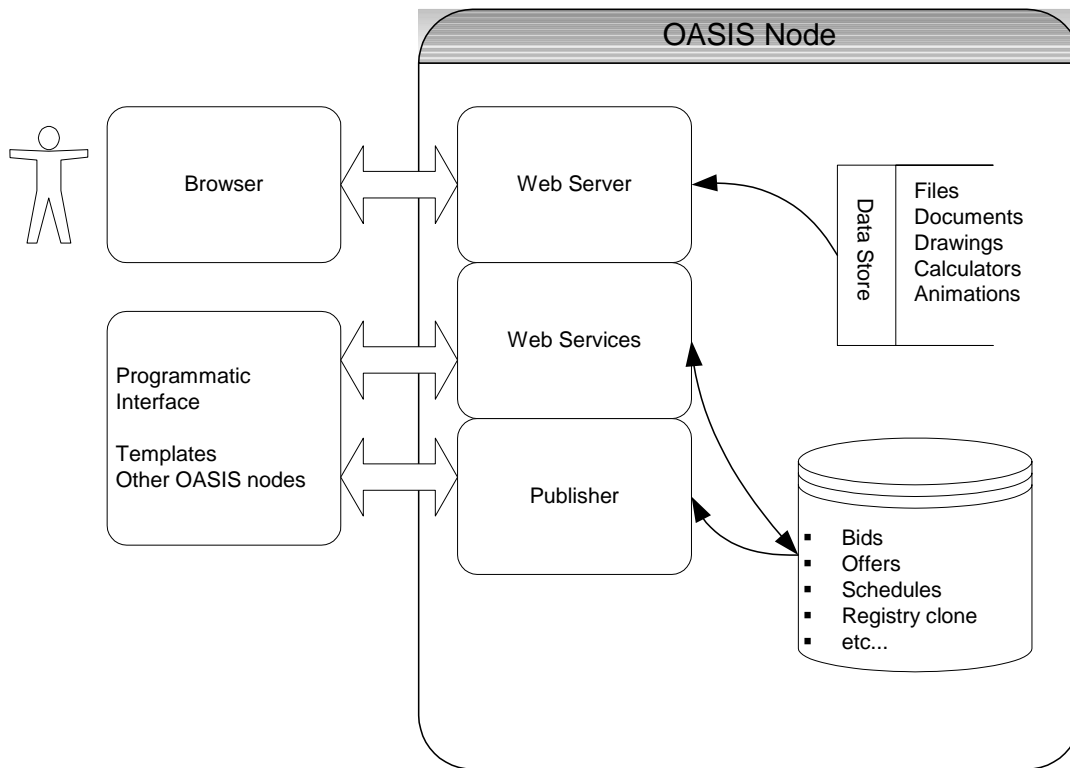 OASIS Node
Browser
Web Server
Data Store
Files
Documents
Drawings
Calculators
Animations
Programmatic
Interface
Templates
Other OASIS nodes
Web Services
Publisher
▪ Bids
▪ Offers
▪ Schedules
▪ Registry clone
▪ etc...